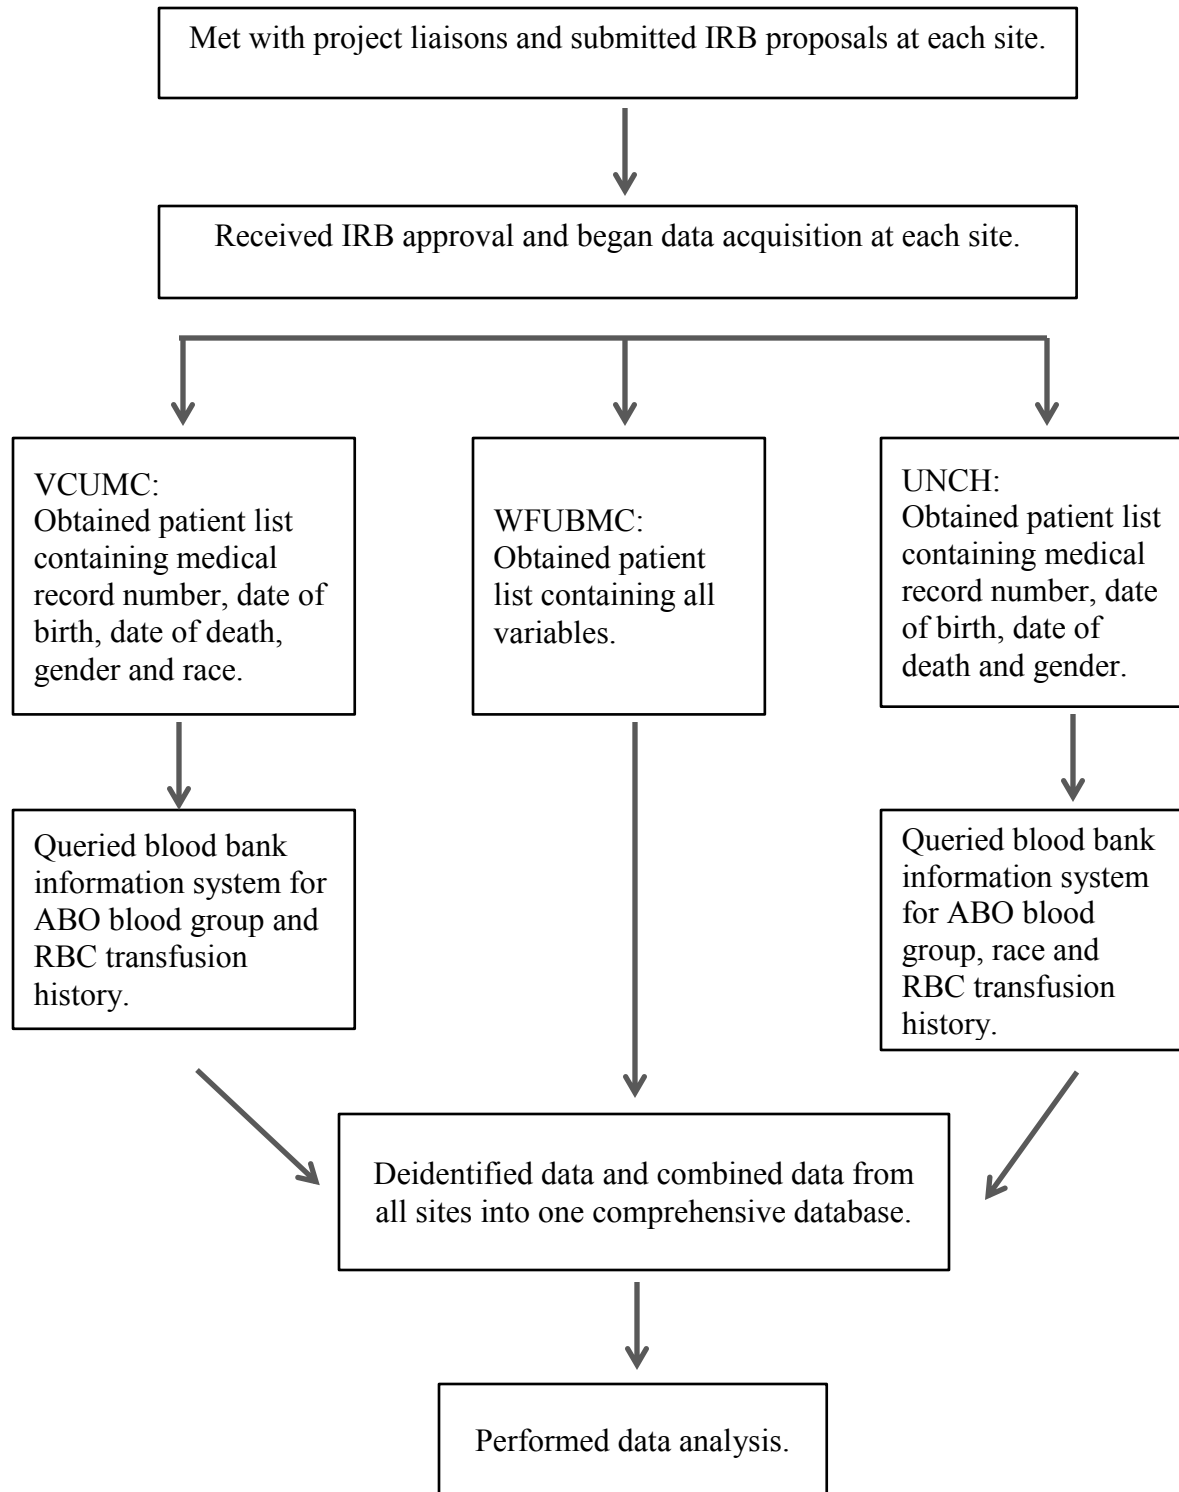 Met with project liaisons and submitted IRB proposals at each site.
Received IRB approval and began data acquisition at each site.
VCUMC:
Obtained patient list
containing medical
record number, date of
birth, date of death,
gender and race.
WFUBMC:
Obtained patient
list containing all
variables.
UNCH:
Obtained patient list
containing medical
record number, date
of birth, date of
death and gender.
Queried blood bank
information system for
ABO blood group and
RBC transfusion
history.
Queried blood bank
information system
for ABO blood
group, race and
RBC transfusion
history.
Deidentified data and combined data from
all sites into one comprehensive database.
Performed data analysis.